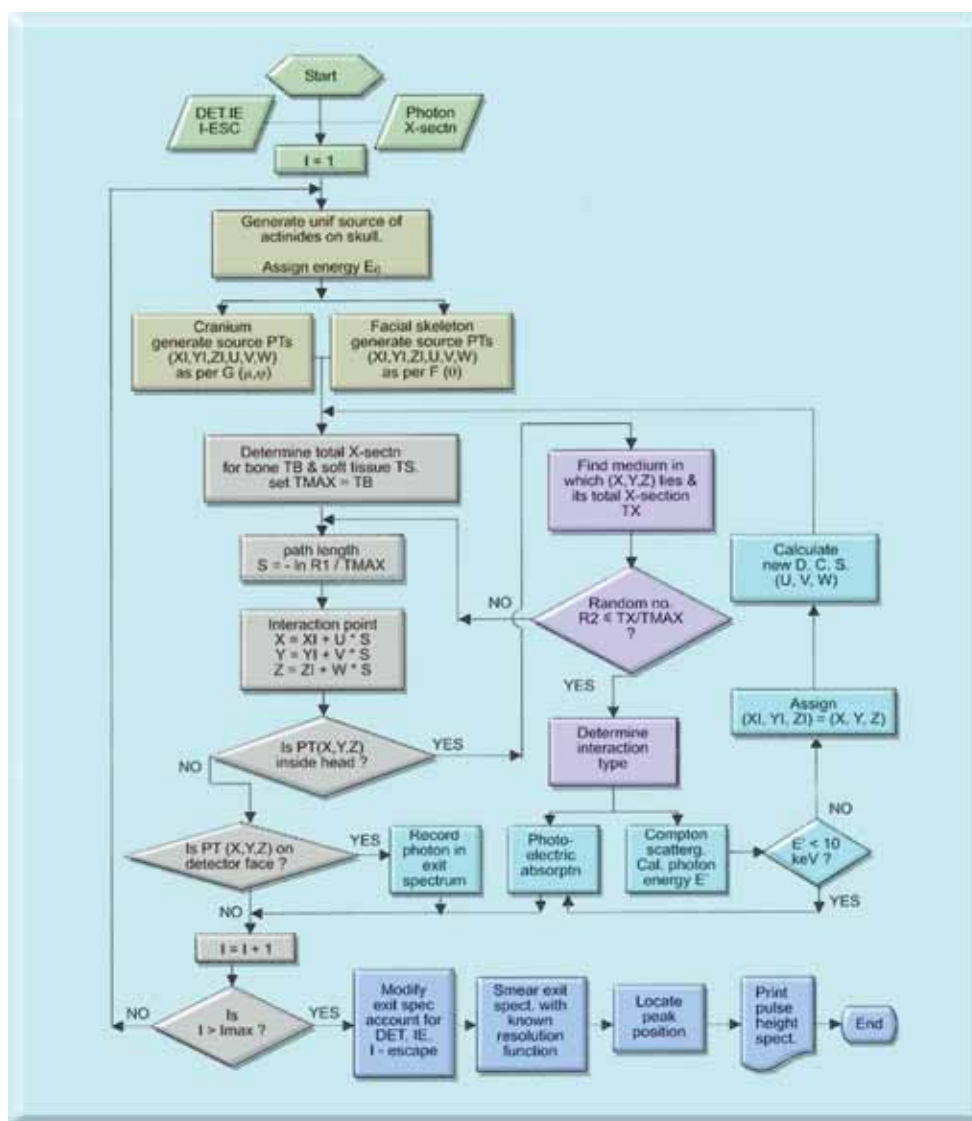 Start
DET.IE
I-ESC
Photon
X-sectn
I = 1
Generate unif source of
actinides on skull.
Assign energy E₀
Cranium
generate source PTs
(XI,YI,ZI,U,V,W)
as per G (μ,φ)
Facial skeleton
generate source PTs
(XI,YI,ZI,U,V,W)
as per F (θ)
Determine total X-sectn
for bone TB & soft tissue TS.
set TMAX = TB
path length
S = - ln R1 / TMAX
Interaction point
X = XI + U * S
Y = YI + V * S
Z = ZI + W * S
Is PT(X,Y,Z)
inside head ?
YES
NO
Find medium in
which (X,Y,Z) lies &
its total X-section
TX
Random no.
R2 ⩽ TX/TMAX
?
NO
YES
Determine
interaction
type
Photo-
electric
absorptn
Compton
scatterg.
Cal. photon
energy E'
E' < 10
keV ?
NO
YES
Assign
(XI, YI, ZI) = (X, Y, Z)
Calculate
new D. C. S.
(U, V, W)
Is PT (X,Y,Z) on
detector face ?
YES
NO
Record
photon in
exit
spectrum
I = I + 1
Is
I > Imax ?
NO
YES
Modify
exit spec
account for
DET, IE,
I - escape
Smear exit
spect. with
known
resolution
function
Locate
peak
position
Print
pulse
height
spect.
End